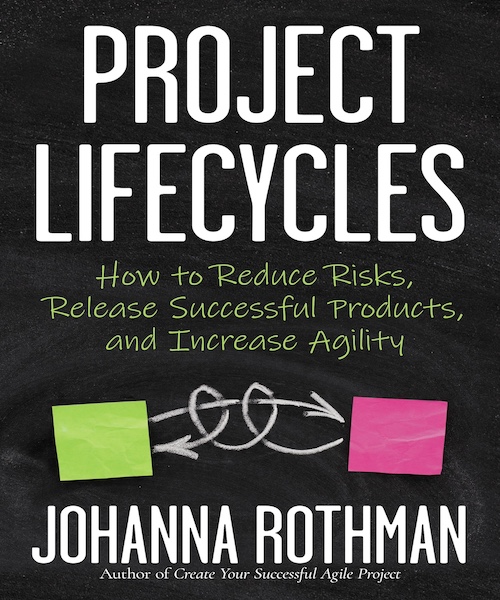 PROJECT
LIFECYCLES
How to Reduce Risks,
Release Successful Products,
and Increase Agility
JOHANNA ROTHMAN
Author of Create Your Successful Agile Project